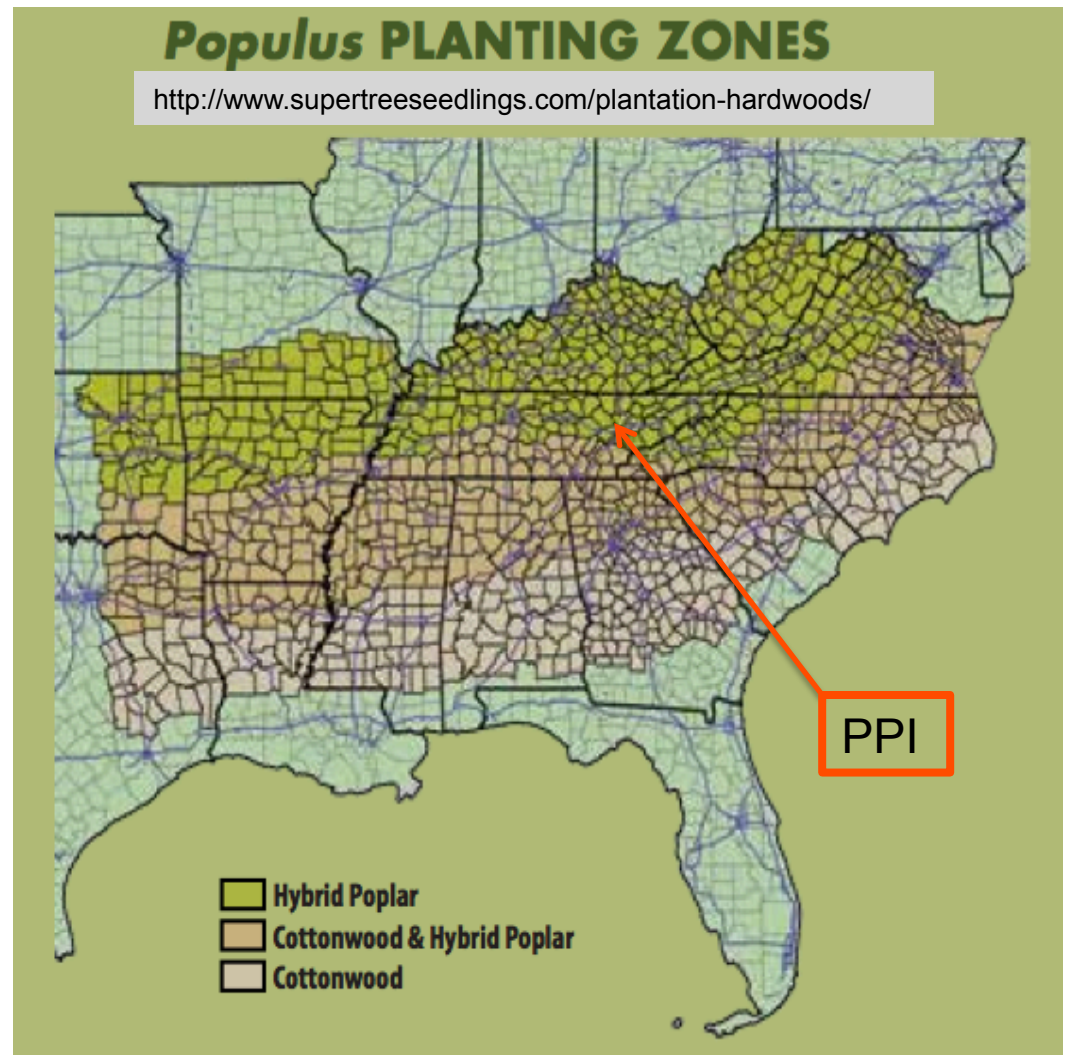 Populus PLANTING ZONES
http://www.supertreeseedlings.com/plantation-hardwoods/
PPI
Hybrid Poplar
Cottonwood & Hybrid Poplar
Cottonwood